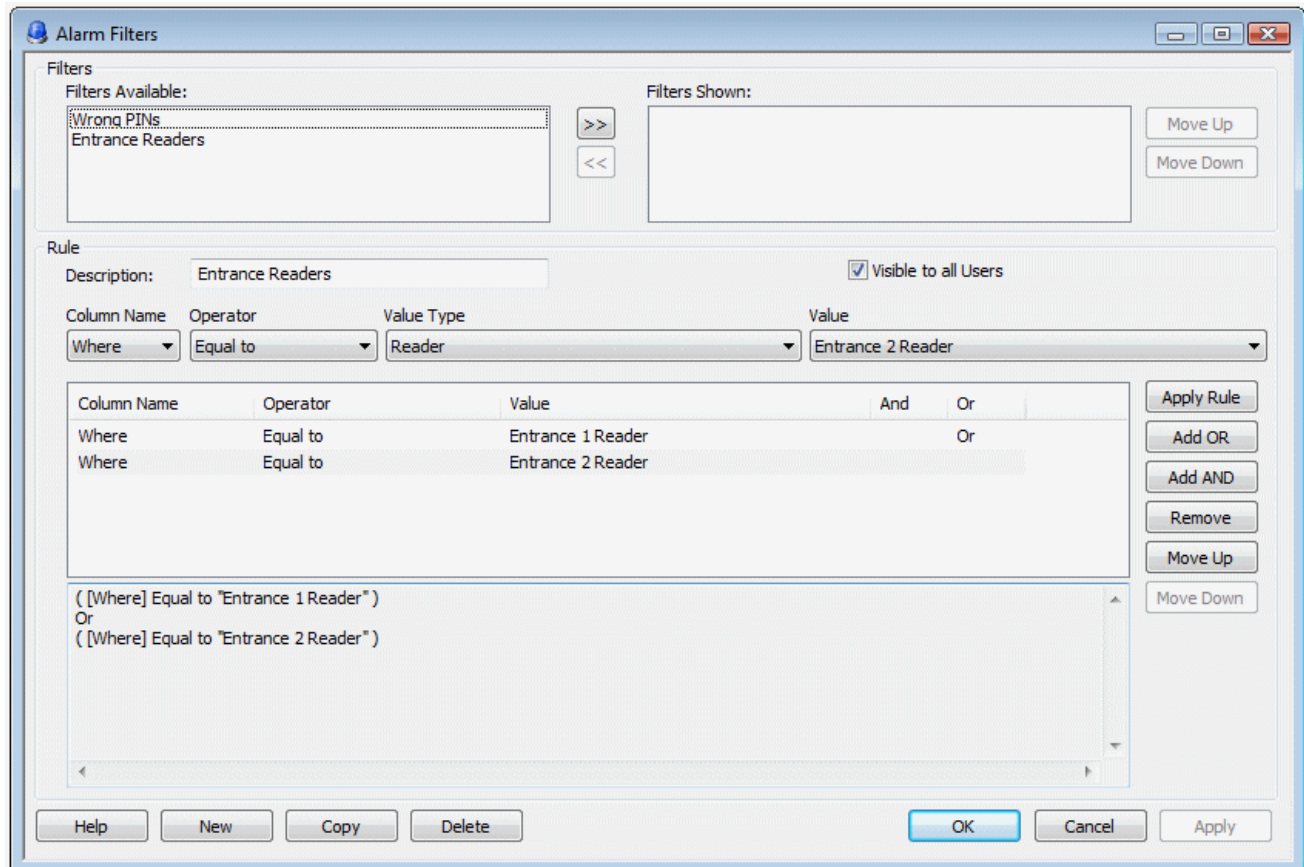 Alarm Filters
Filters
Filters Available:
Filters Shown:
Wrong PINs
Entrance Readers
>>
<<
Move Up
Move Down
Rule
Description:
Entrance Readers
Visible to all Users
Column Name Operator Value Type Value
Where Equal to Reader Entrance 2 Reader
Column Name Operator Value And Or
Where Equal to Entrance 1 Reader Or
Where Equal to Entrance 2 Reader
Apply Rule
Add OR
Add AND
Remove
Move Up
Move Down
( [Where] Equal to "Entrance 1 Reader" )
Or
( [Where] Equal to "Entrance 2 Reader" )
Help New Copy Delete OK Cancel Apply